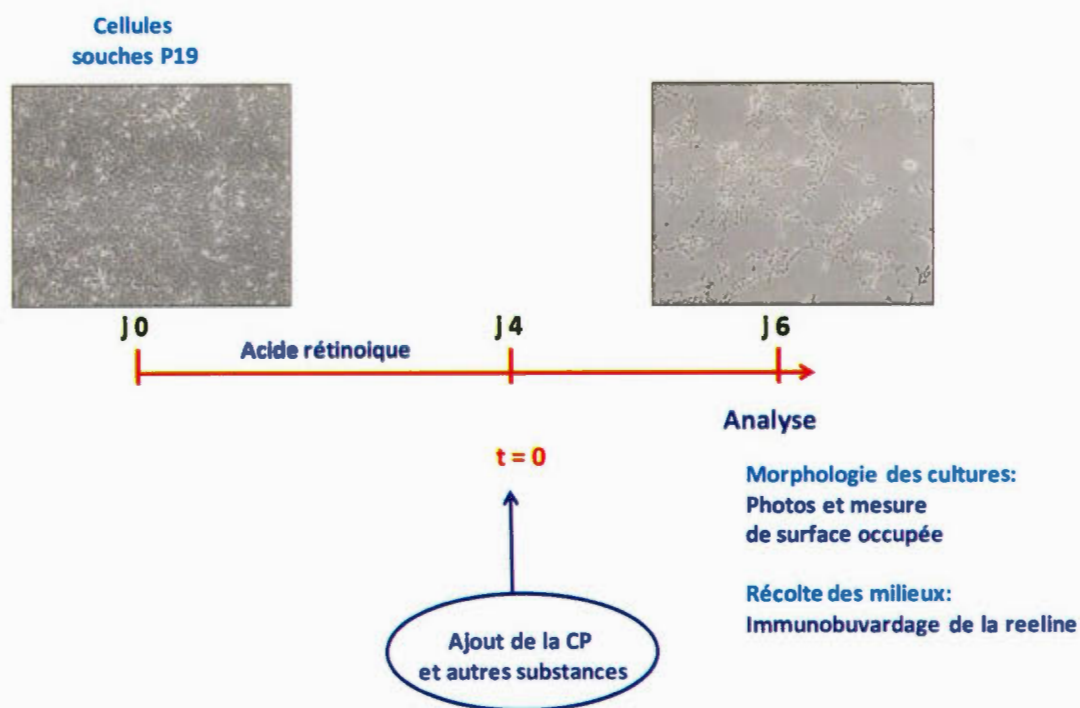 Cellules
souches P19
j 0
j 4
j 6
Acide rétinoique
Analyse
t = 0
Morphologie des cultures:
Photos et mesure
de surface occupée
Récolte des milieux:
Immunobuvardage de la reeline
Ajout de la CP
et autres substances